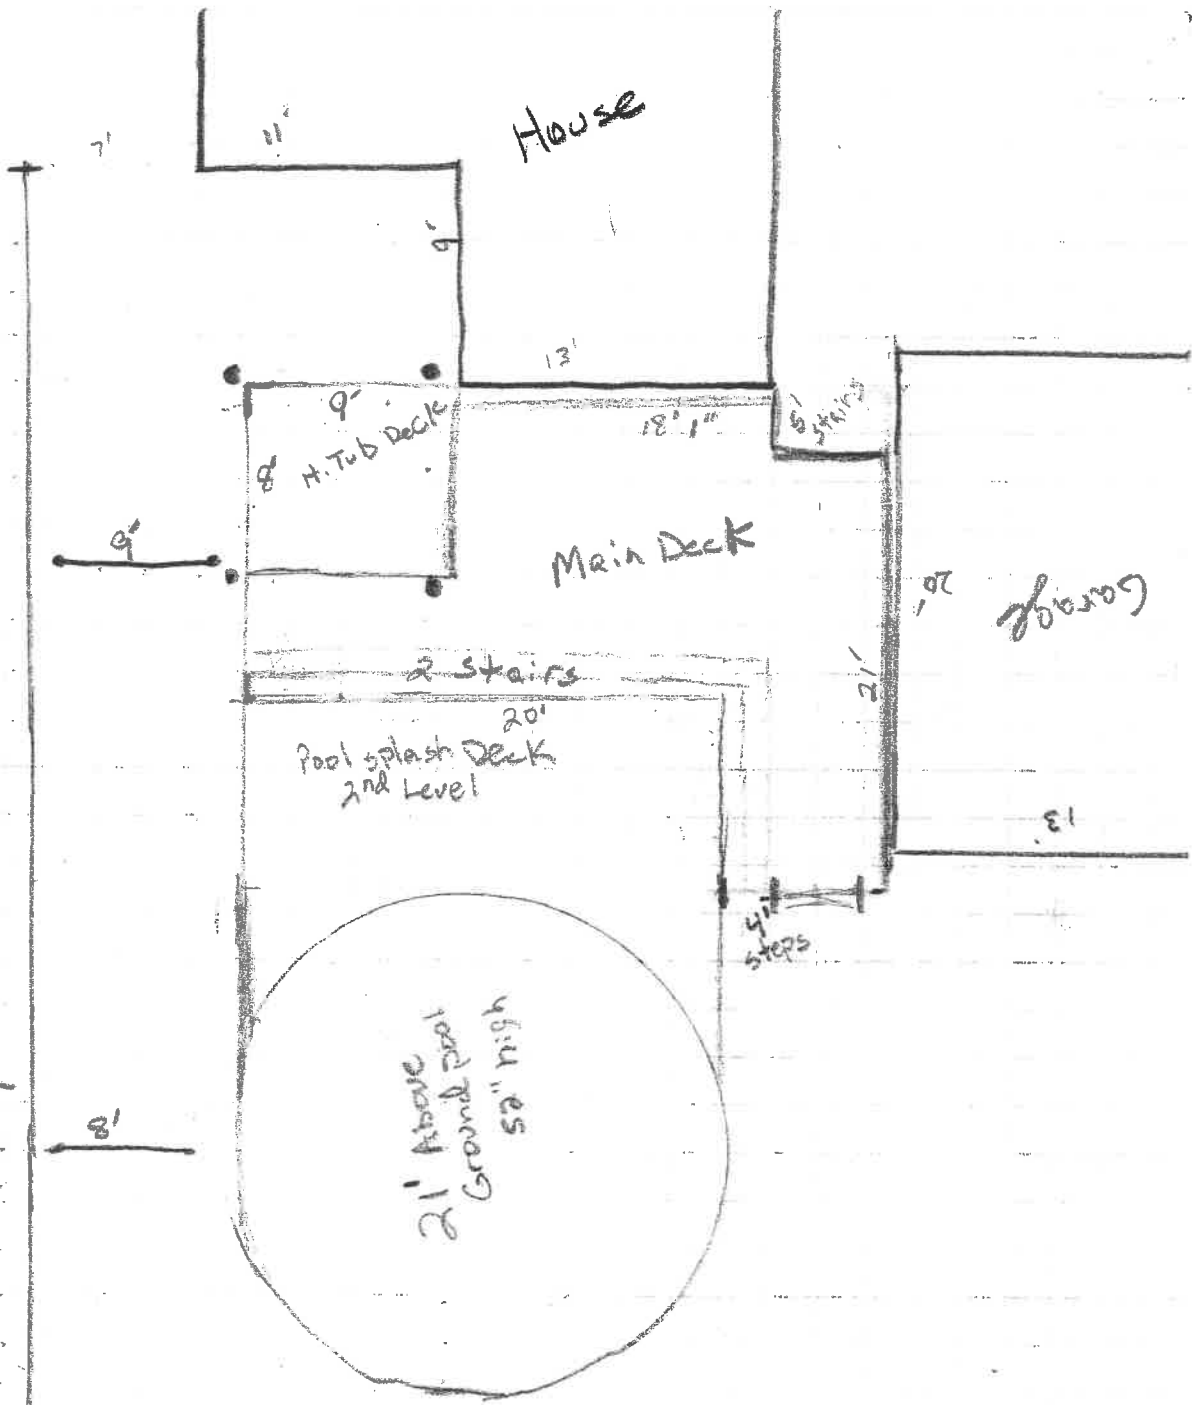 House
7'
11'
9'
13'
18' 1"
5'
stairs
9'
H. Tub Deck
8'
9'
Main Deck
20'
Garage
21'
2 Stairs
20'
Pool splash Deck
2nd Level
13'
4"
steps
8'
21' Above
Ground pool
52" high